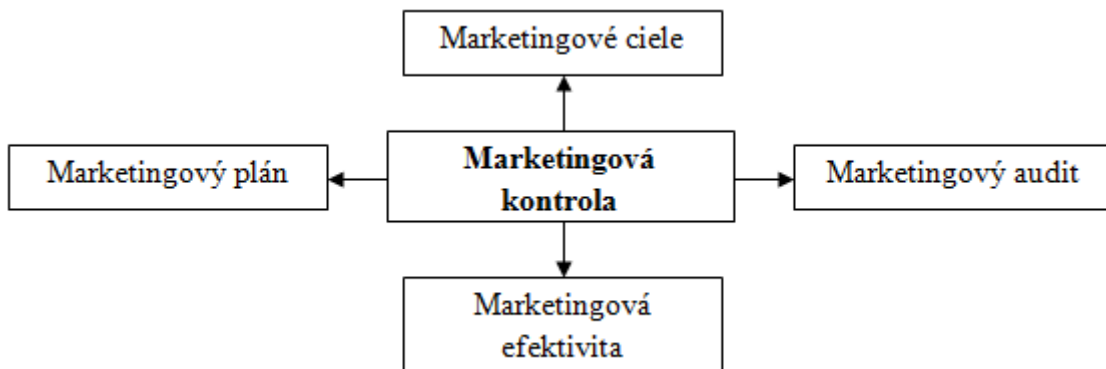 Marketingové ciele
Marketingový plán
Marketingová
kontrola
Marketingový audit
Marketingová
efektivita